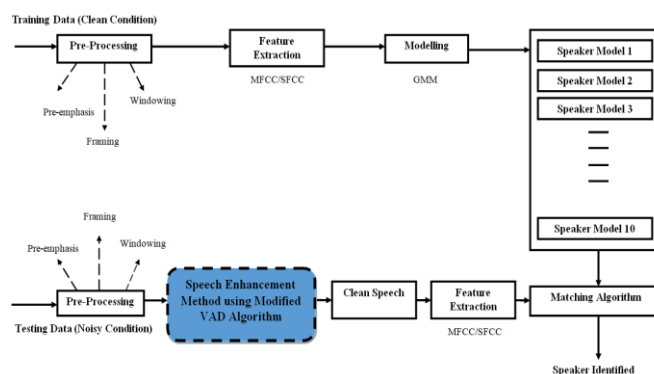 Training Data (Clean Condition)
Pre-Processing
Feature
Extraction
Modelling
Speaker Model 1
MFCC/SFCC
GMM
Speaker Model 2
Speaker Model 3
Pre-emphasis
Windowing
Framing
Speaker Model 10
Framing
Pre-emphasis
Windowing
Pre-Processing
Speech Enhancement
Method using Modified
VAD Algorithm
Clean Speech
Feature
Extraction
Matching Algorithm
Testing Data (Noisy Condition)
MFCC/SFCC
Speaker Identified